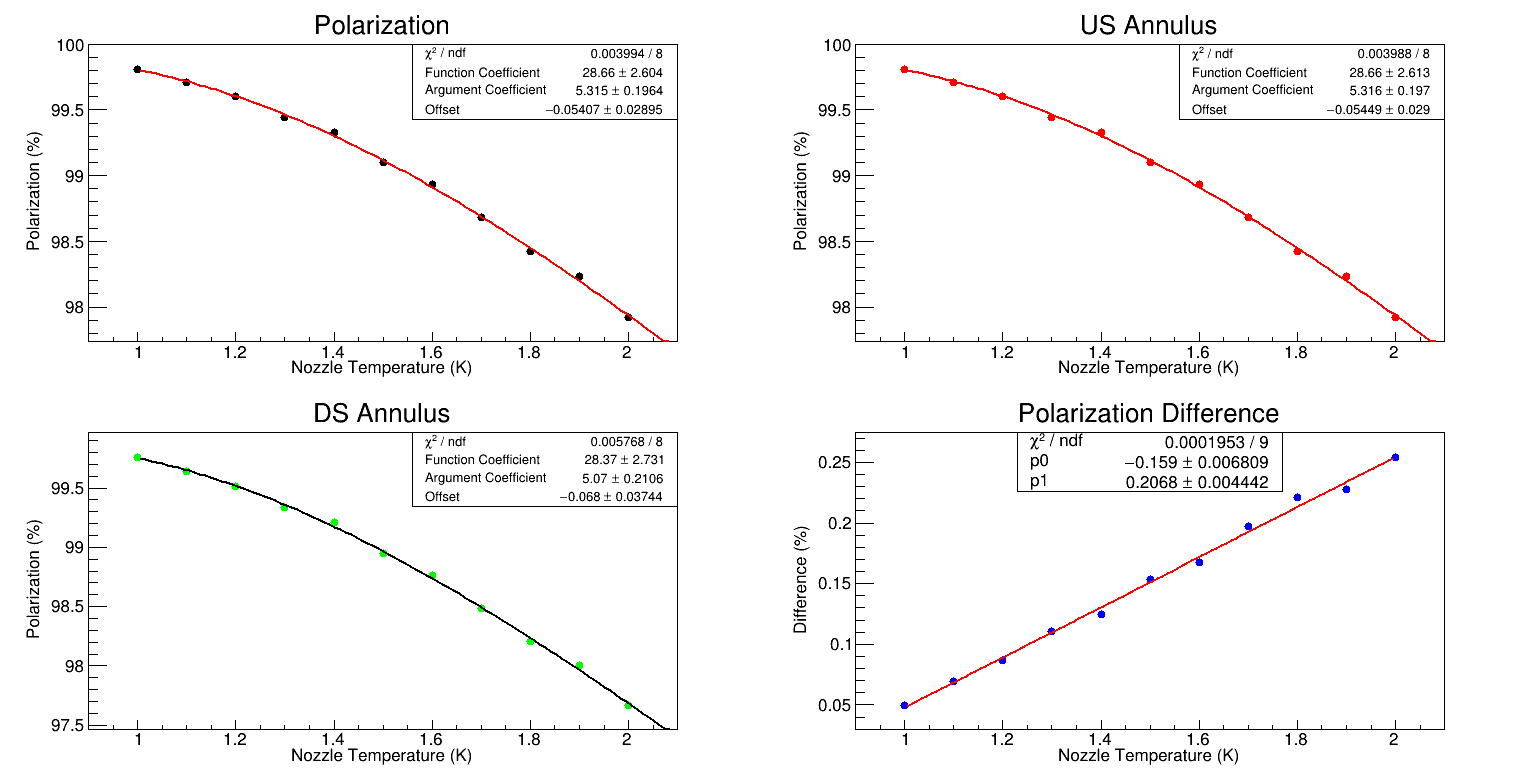 Polarization
χ² / ndf 0.003994 / 8
Function Coefficient 28.66 ± 2.604
Argument Coefficient 5.315 ± 0.1964
Offset −0.05407 ± 0.02895
Polarization (%)
100
99.5
99
98.5
98
1 1.2 1.4 1.6 1.8 2
Nozzle Temperature (K)
US Annulus
χ² / ndf 0.003988 / 8
Function Coefficient 28.66 ± 2.613
Argument Coefficient 5.316 ± 0.197
Offset −0.05449 ± 0.029
Polarization (%)
100
99.5
99
98.5
98
1 1.2 1.4 1.6 1.8 2
Nozzle Temperature (K)
DS Annulus
χ² / ndf 0.005768 / 8
Function Coefficient 28.37 ± 2.731
Argument Coefficient 5.07 ± 0.2106
Offset −0.068 ± 0.03744
Polarization (%)
99.5
99
98.5
98
97.5
1 1.2 1.4 1.6 1.8 2
Nozzle Temperature (K)
Polarization Difference
χ² / ndf 0.0001953 / 9
p0 −0.159 ± 0.006809
p1 0.2068 ± 0.004442
Difference (%)
0.25
0.2
0.15
0.1
0.05
1 1.2 1.4 1.6 1.8 2
Nozzle Temperature (K)